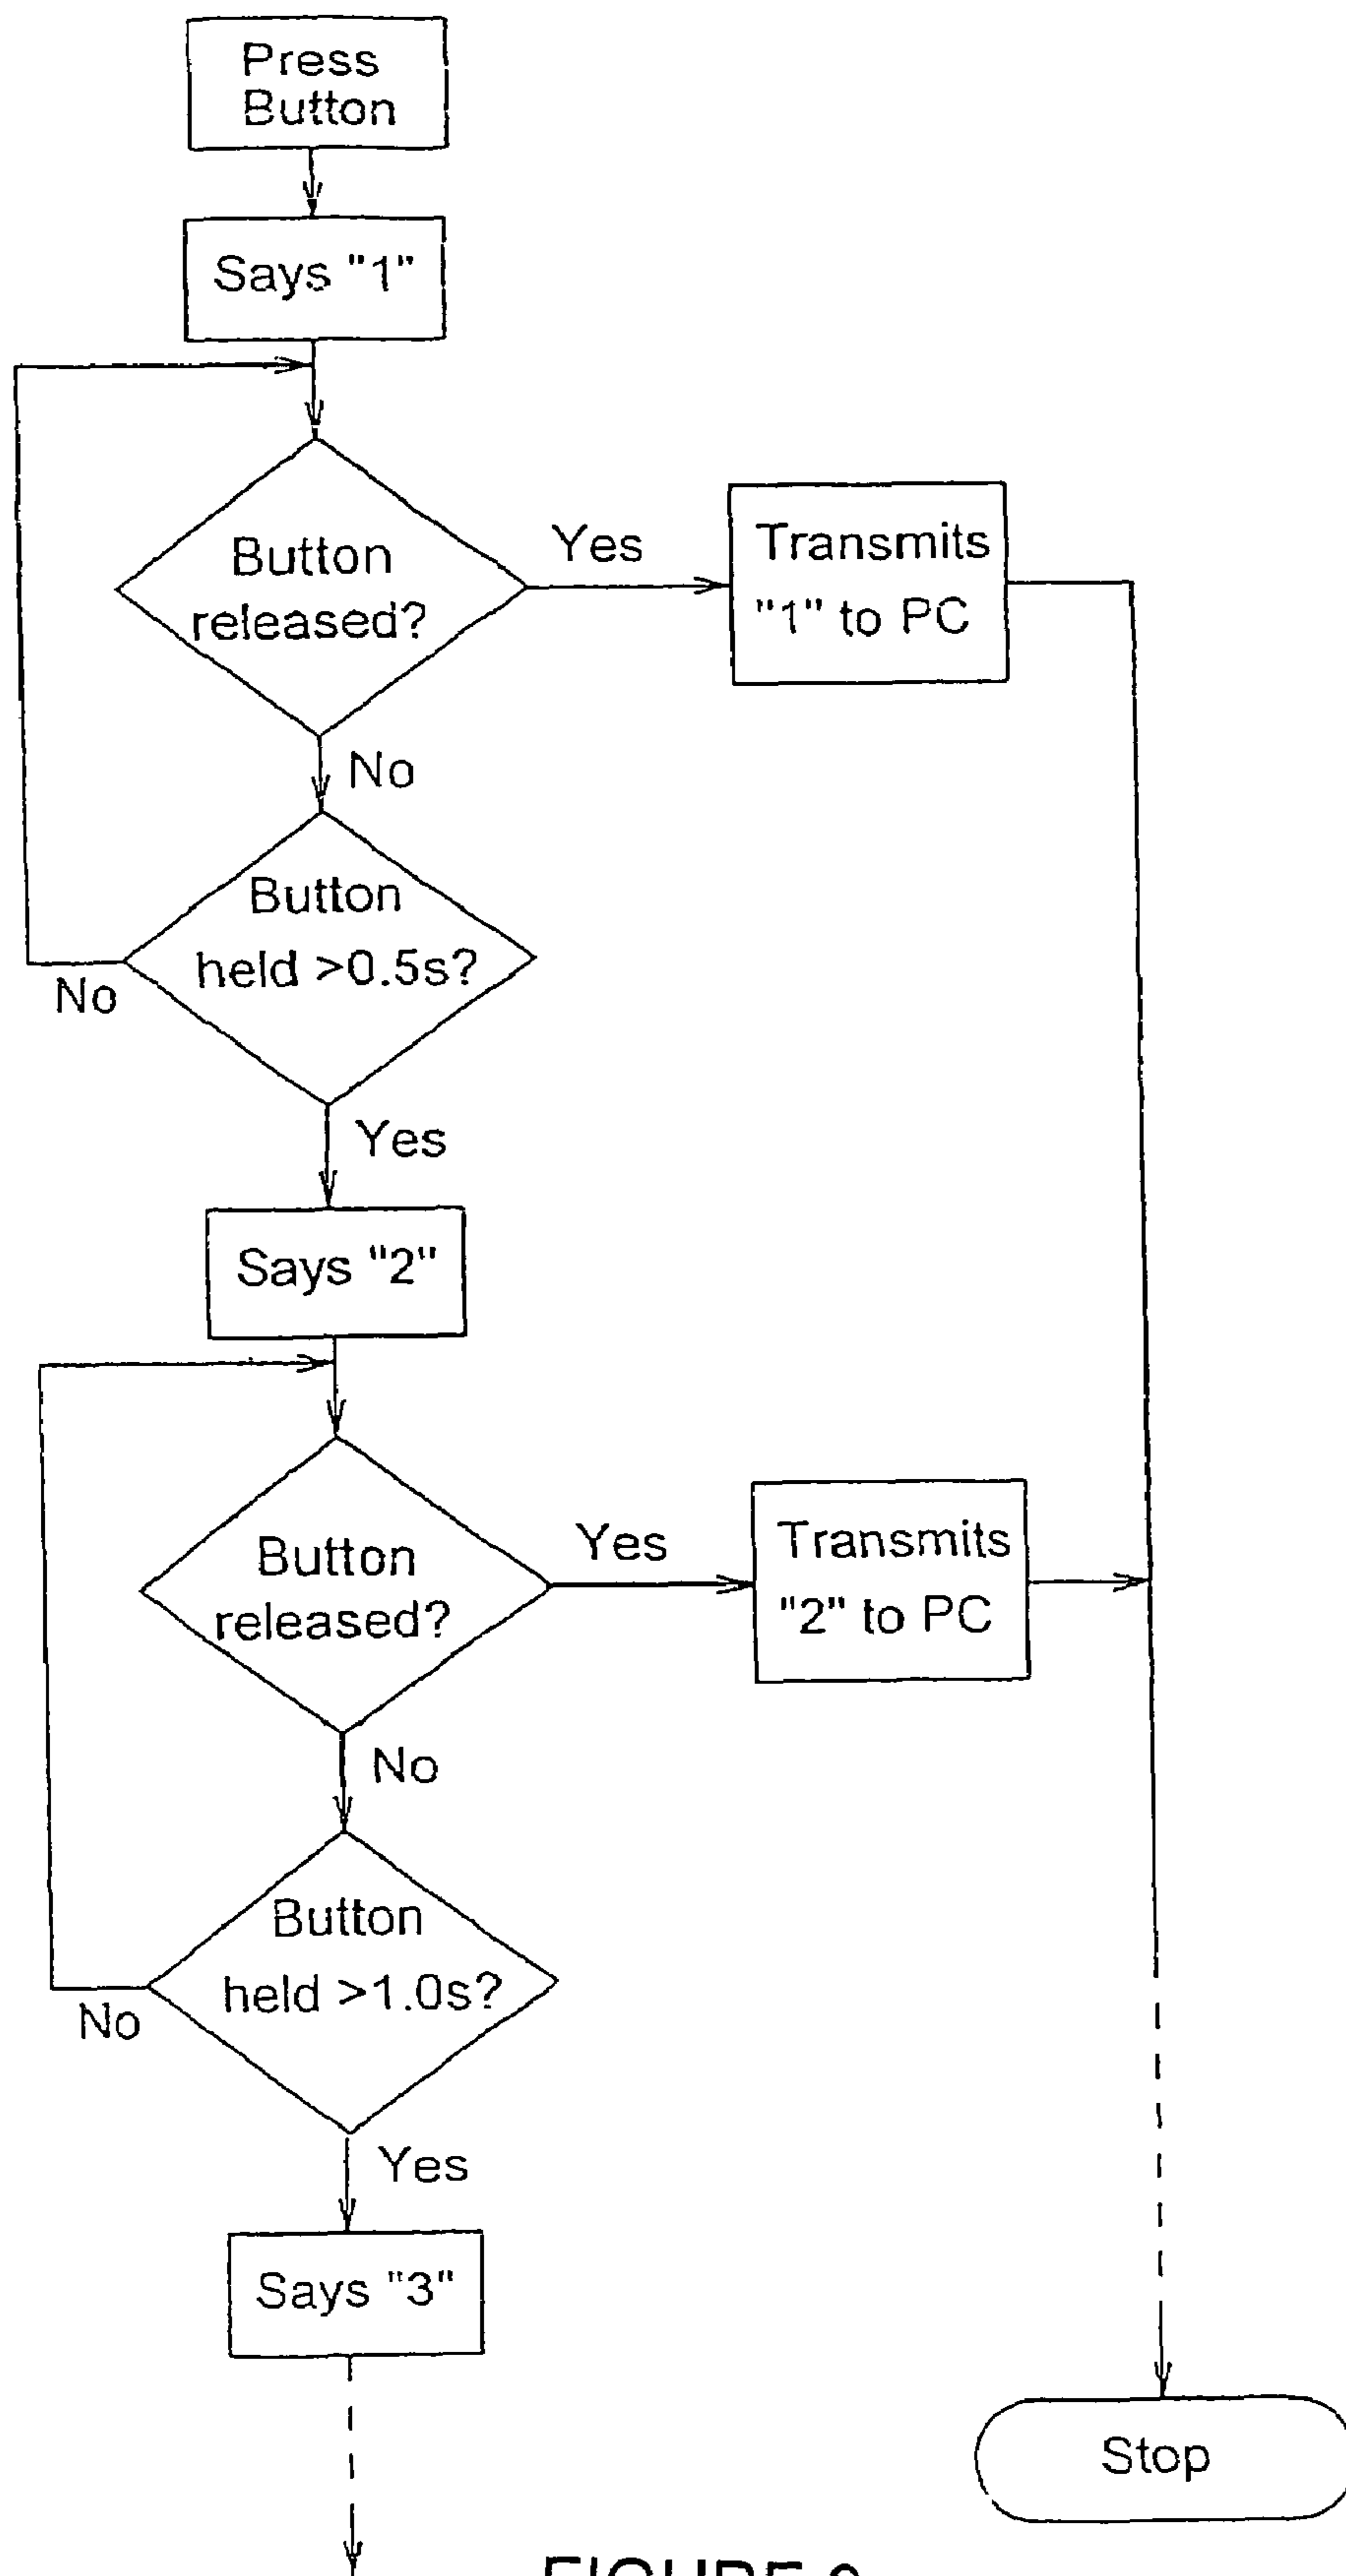 Press
Button
Says "1"
Button
released?
Yes
Transmits
"1" to PC
No
Button
held >0.5s?
No
Yes
Says "2"
Button
released?
Yes
Transmits
"2" to PC
No
Button
held >1.0s?
No
Yes
Says "3"
Stop
FIGURE